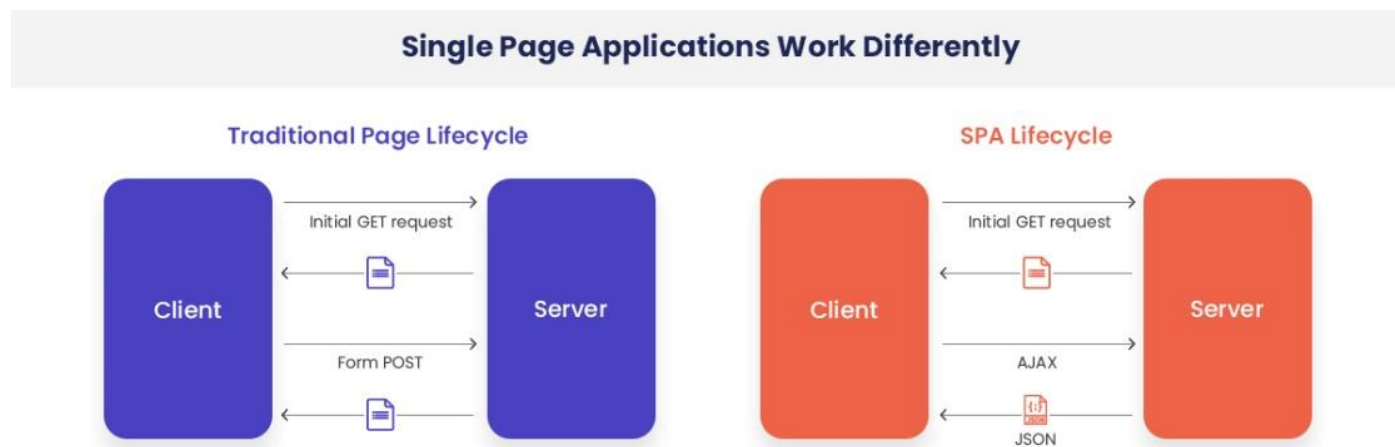 Single Page Applications Work Differently
Traditional Page Lifecycle
Client
Initial GET request
Form POST
Server
SPA Lifecycle
Client
Initial GET request
AJAX
{;}
JSON
JSON
Server